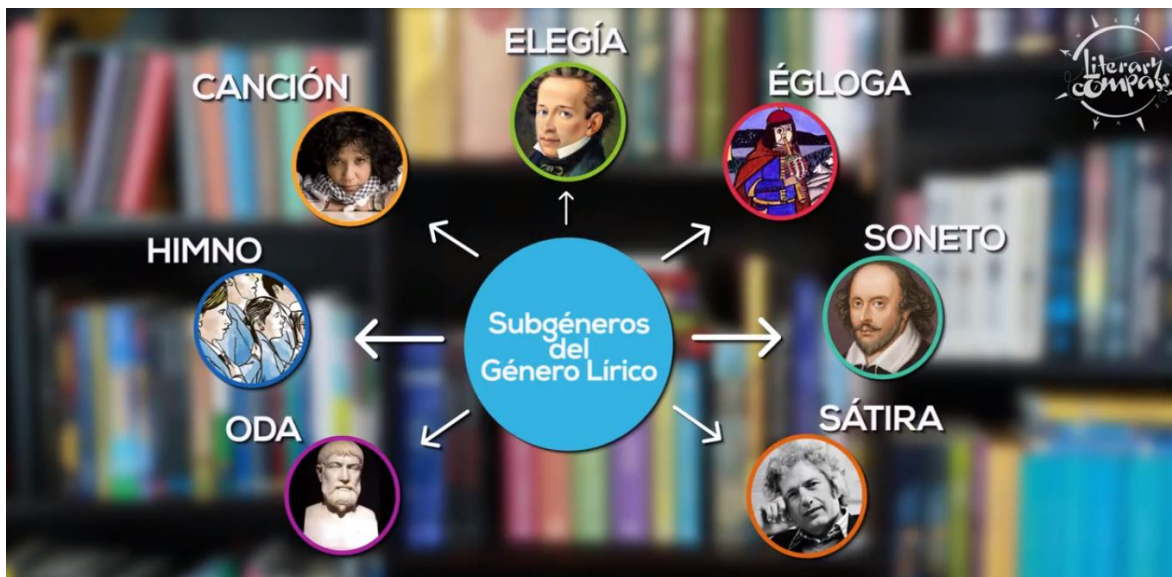 ELEGÍA
CANCIÓN
ÉGLOGA
HIMNO
SONETO
Subgéneros
del
Género Lírico
ODA
SÁTIRA
literary
compass